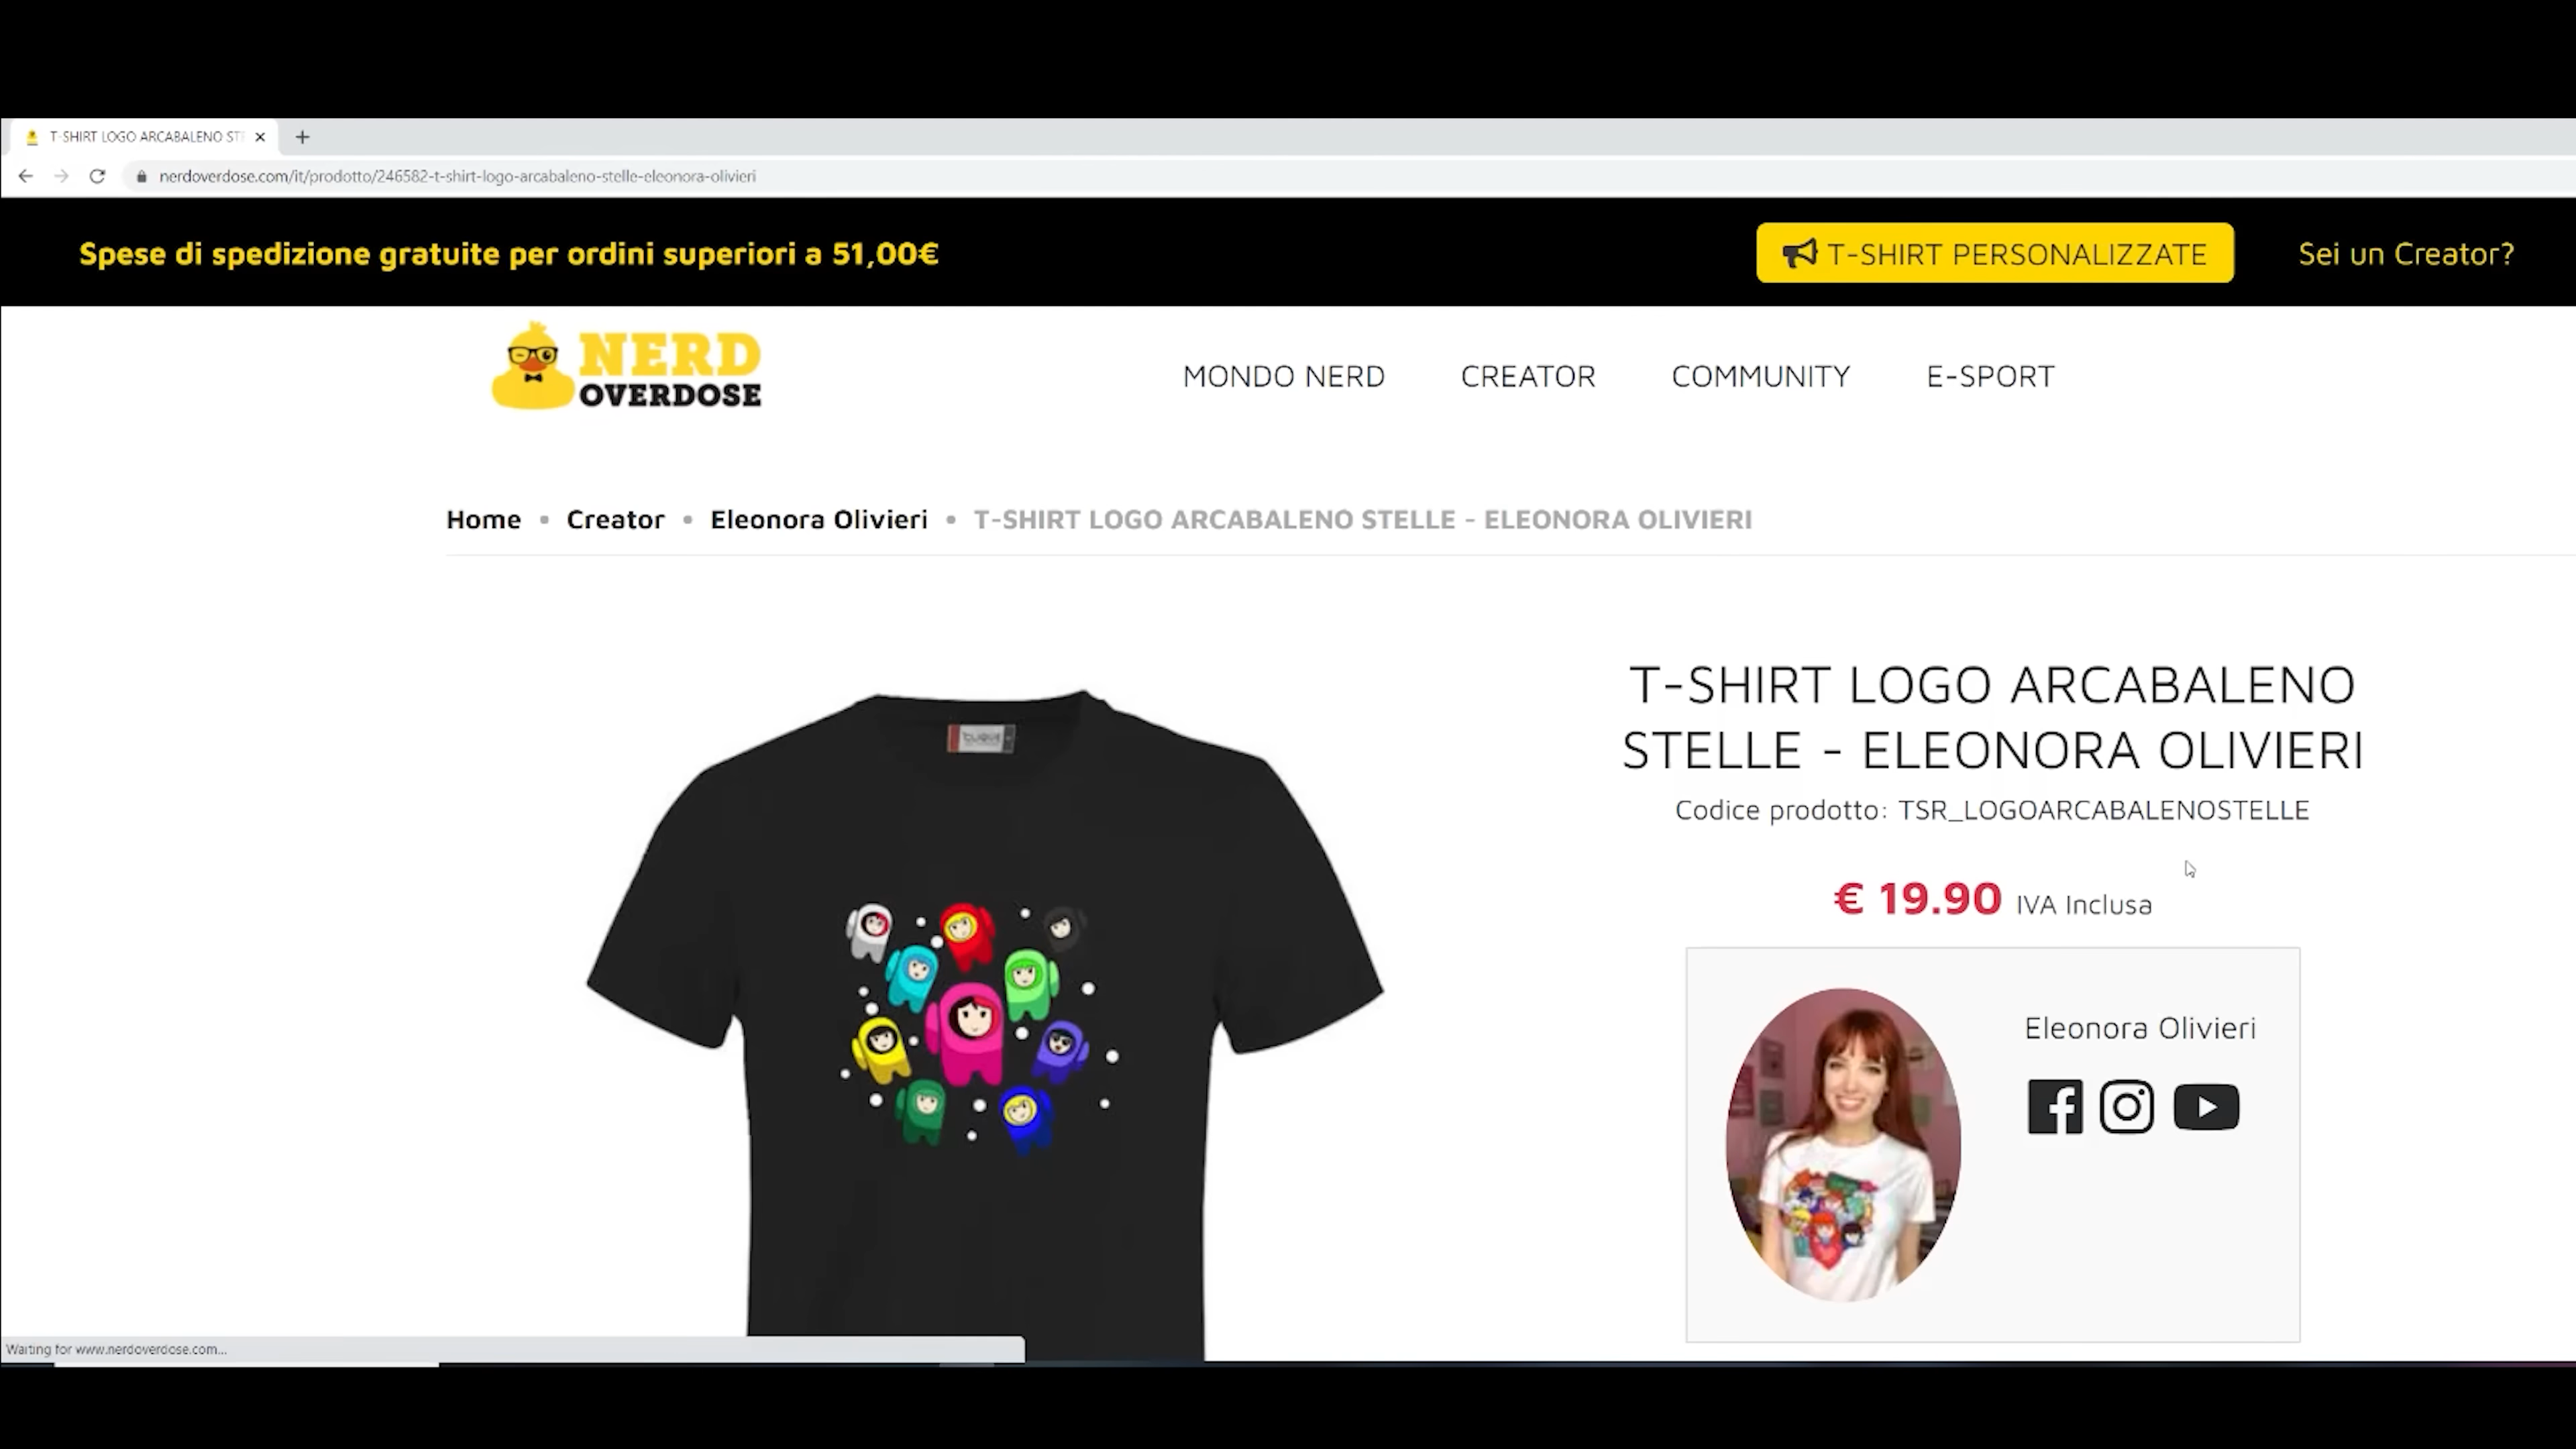 T-SHIRT LOGO ARCABALENO ST
nerdoverdose.com/it/prodotto/246582-t-shirt-logo-arcabaleno-stelle-eleonora-olivieri
Spese di spedizione gratuite per ordini superiori a 51,00€
T-SHIRT PERSONALIZZATE
Sei un Creator?
NERD
OVERDOSE
MONDO NERD
CREATOR
COMMUNITY
E-SPORT
Home • Creator • Eleonora Olivieri • T-SHIRT LOGO ARCABALENO STELLE - ELEONORA OLIVIERI
T-SHIRT LOGO ARCABALENO
STELLE - ELEONORA OLIVIERI
Codice prodotto: TSR_LOGOARCABALENOSTELLE
€ 19.90 IVA Inclusa
Eleonora Olivieri
Waiting for www.nerdoverdose.com...